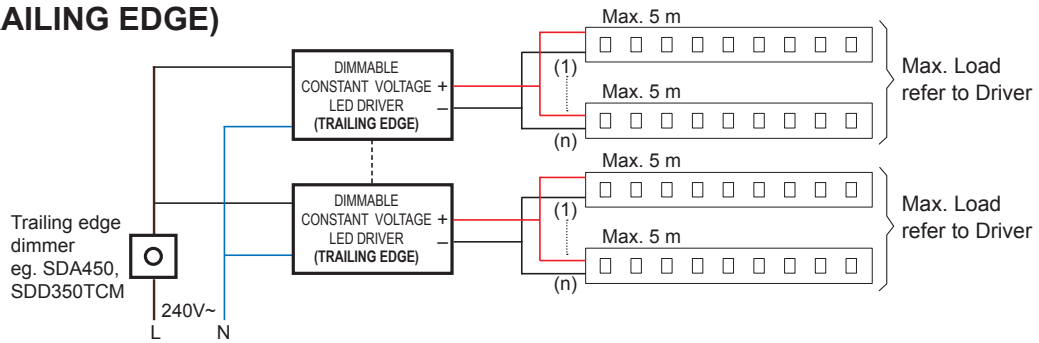 AILING EDGE)
Max. 5 m
DIMMABLE
CONSTANT VOLTAGE +
LED DRIVER –
(TRAILING EDGE)
(1)
Max. 5 m
(n)
Max. Load
refer to Driver
Max. 5 m
DIMMABLE
CONSTANT VOLTAGE +
LED DRIVER –
(TRAILING EDGE)
(1)
Max. 5 m
(n)
Max. Load
refer to Driver
Trailing edge
dimmer
eg. SDA450,
SDD350TCM
240V~
L N